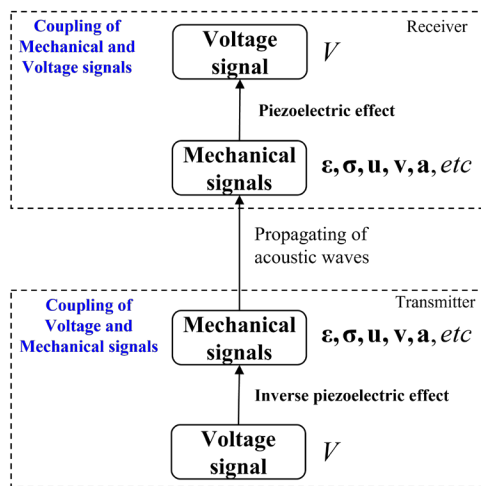 Coupling of
Mechanical and
Voltage signals
Voltage
signal
V
Receiver
Piezoelectric effect
Mechanical
signals
ε, σ, u, v, a, etc
Propagating of
acoustic waves
Coupling of
Voltage and
Mechanical signals
Transmitter
Mechanical
signals
ε, σ, u, v, a, etc
Inverse piezoelectric effect
Voltage
signal
V